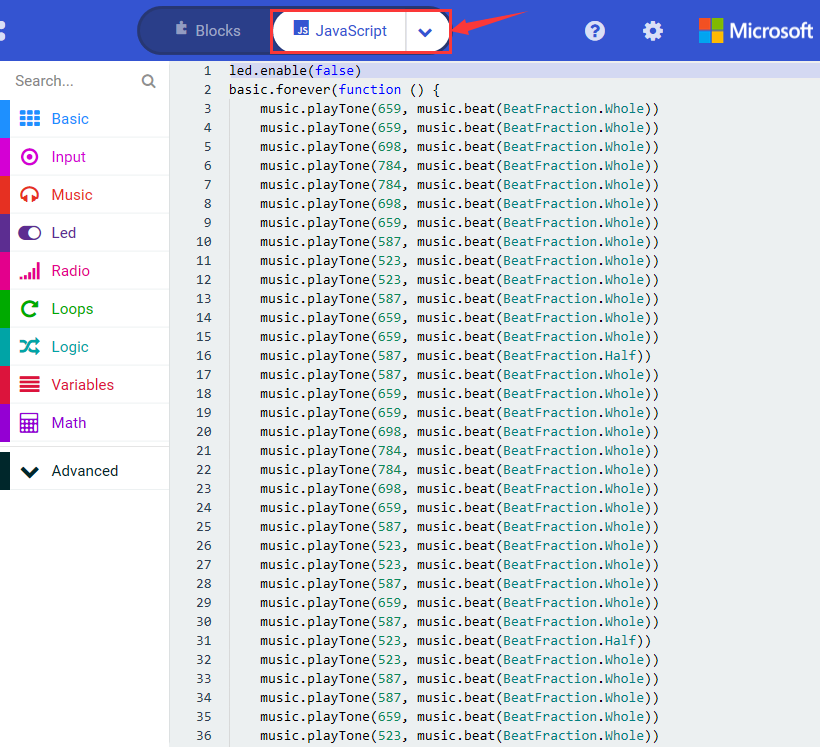 Blocks
JS JavaScript
?
Microsoft
Search...
Basic
Input
Music
Led
Radio
Loops
Logic
Variables
Math
Advanced
1 led.enable(false)
2 basic.forever(function () {
3 music.playTone(659, music.beat(BeatFraction.Whole))
4 music.playTone(659, music.beat(BeatFraction.Whole))
5 music.playTone(698, music.beat(BeatFraction.Whole))
6 music.playTone(784, music.beat(BeatFraction.Whole))
7 music.playTone(784, music.beat(BeatFraction.Whole))
8 music.playTone(698, music.beat(BeatFraction.Whole))
9 music.playTone(659, music.beat(BeatFraction.Whole))
10 music.playTone(587, music.beat(BeatFraction.Whole))
11 music.playTone(523, music.beat(BeatFraction.Whole))
12 music.playTone(523, music.beat(BeatFraction.Whole))
13 music.playTone(587, music.beat(BeatFraction.Whole))
14 music.playTone(659, music.beat(BeatFraction.Whole))
15 music.playTone(659, music.beat(BeatFraction.Whole))
16 music.playTone(587, music.beat(BeatFraction.Half))
17 music.playTone(587, music.beat(BeatFraction.Whole))
18 music.playTone(659, music.beat(BeatFraction.Whole))
19 music.playTone(659, music.beat(BeatFraction.Whole))
20 music.playTone(698, music.beat(BeatFraction.Whole))
21 music.playTone(784, music.beat(BeatFraction.Whole))
22 music.playTone(784, music.beat(BeatFraction.Whole))
23 music.playTone(698, music.beat(BeatFraction.Whole))
24 music.playTone(659, music.beat(BeatFraction.Whole))
25 music.playTone(587, music.beat(BeatFraction.Whole))
26 music.playTone(523, music.beat(BeatFraction.Whole))
27 music.playTone(523, music.beat(BeatFraction.Whole))
28 music.playTone(587, music.beat(BeatFraction.Whole))
29 music.playTone(659, music.beat(BeatFraction.Whole))
30 music.playTone(587, music.beat(BeatFraction.Whole))
31 music.playTone(523, music.beat(BeatFraction.Half))
32 music.playTone(523, music.beat(BeatFraction.Whole))
33 music.playTone(587, music.beat(BeatFraction.Whole))
34 music.playTone(587, music.beat(BeatFraction.Whole))
35 music.playTone(659, music.beat(BeatFraction.Whole))
36 music.playTone(523, music.beat(BeatFraction.Whole))